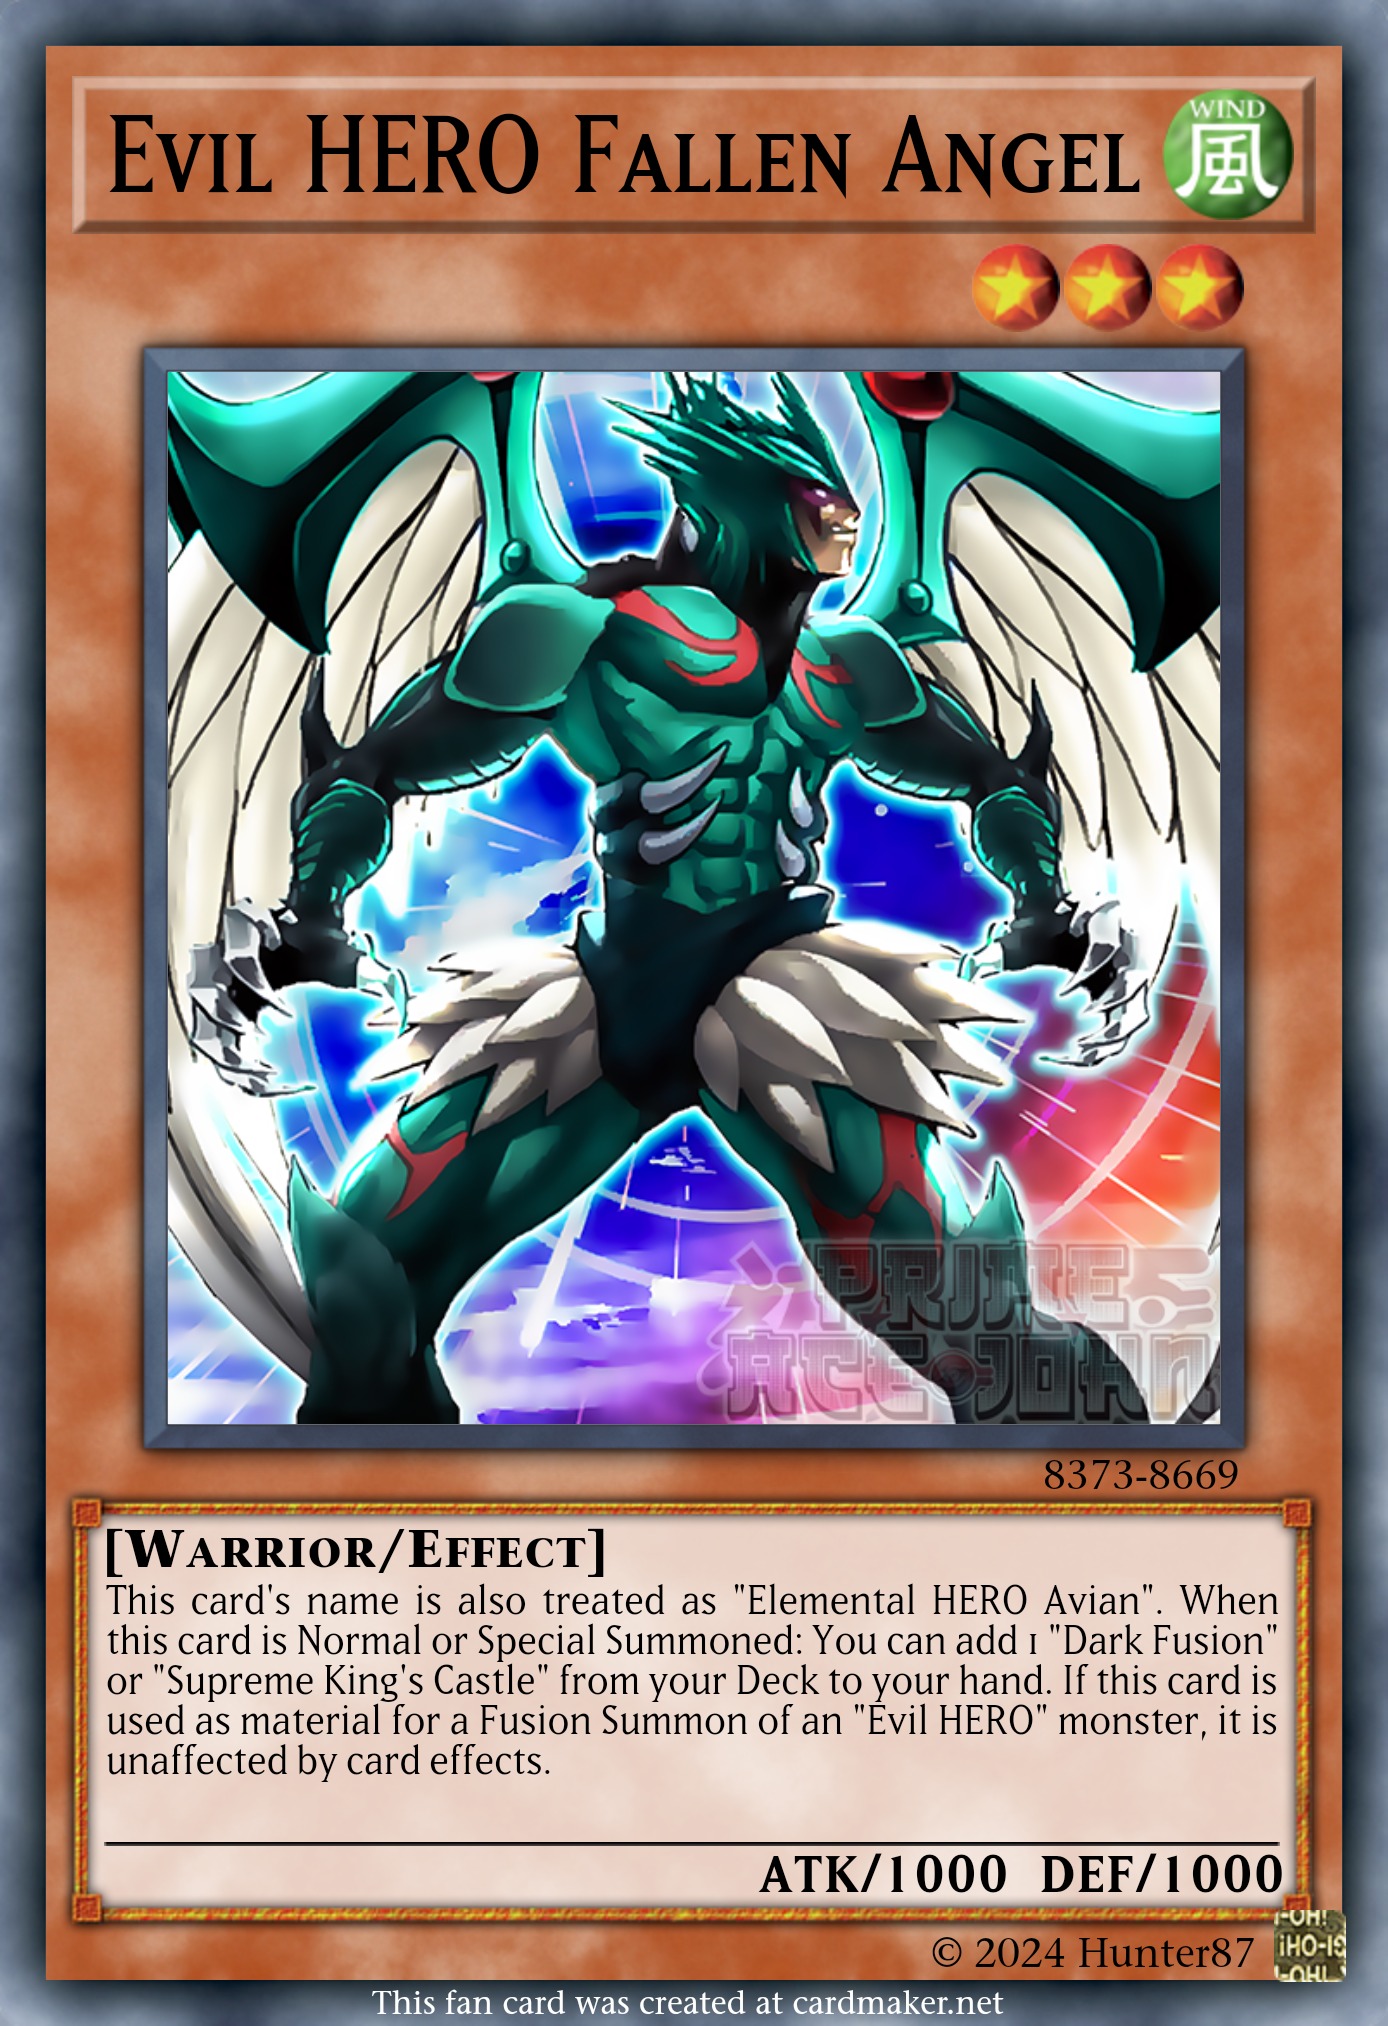 Evil HERO Fallen Angel
WIND
風
PRIME
ACE JOHN
8373-8669
[Warrior/Effect]
This card's name is also treated as "Elemental HERO Avian". When
this card is Normal or Special Summoned: You can add 1 "Dark Fusion"
or "Supreme King's Castle" from your Deck to your hand. If this card is
used as material for a Fusion Summon of an "Evil HERO" monster, it is
unaffected by card effects.
ATK/1000 DEF/1000
© 2024 Hunter87
This fan card was created at cardmaker.net